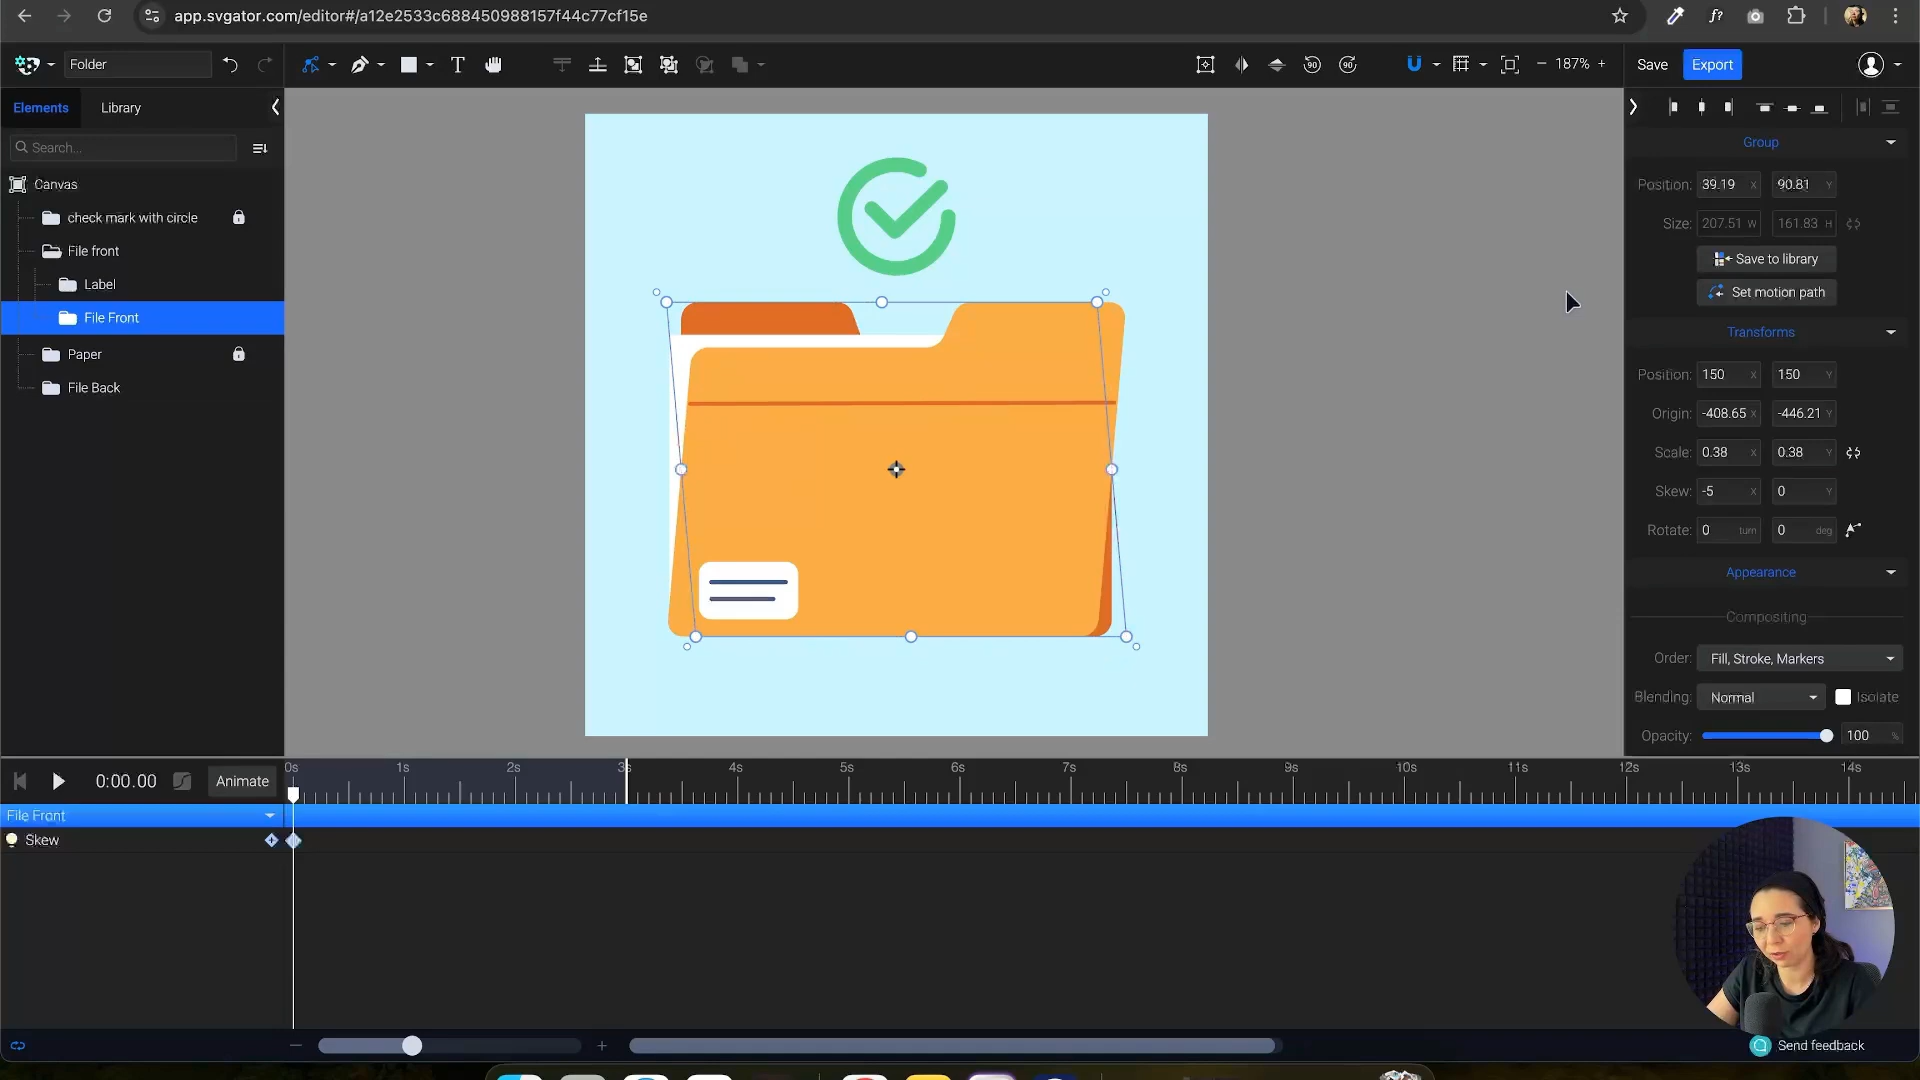 app.svgator.com/editor#/a12e2533c688450988157f44c77cf15e
f?
Folder
T
90
90
187%
Save
Export
Elements
Library
Search...
Canvas
check mark with circle
File front
Label
File Front
Paper
File Back
Group
Position: 39.19 X 90.81 Y
Size: 207.51 W 161.83 H
Save to library
Set motion path
Transforms
Position: 150 X 150 Y
Origin: -408.65 X -446.21 Y
Scale: 0.38 X 0.38 Y
Skew: -5 X 0 Y
Rotate: 0 turn 0 deg
Appearance
Compositing
Order: Fill, Stroke, Markers
Blending: Normal Isolate
Opacity: 100 %
0:00.00
Animate
0s 1s 2s 3s 4s 5s 6s 7s 8s 9s 10s 11s 12s 13s 14s
File Front
Skew
Send feedback